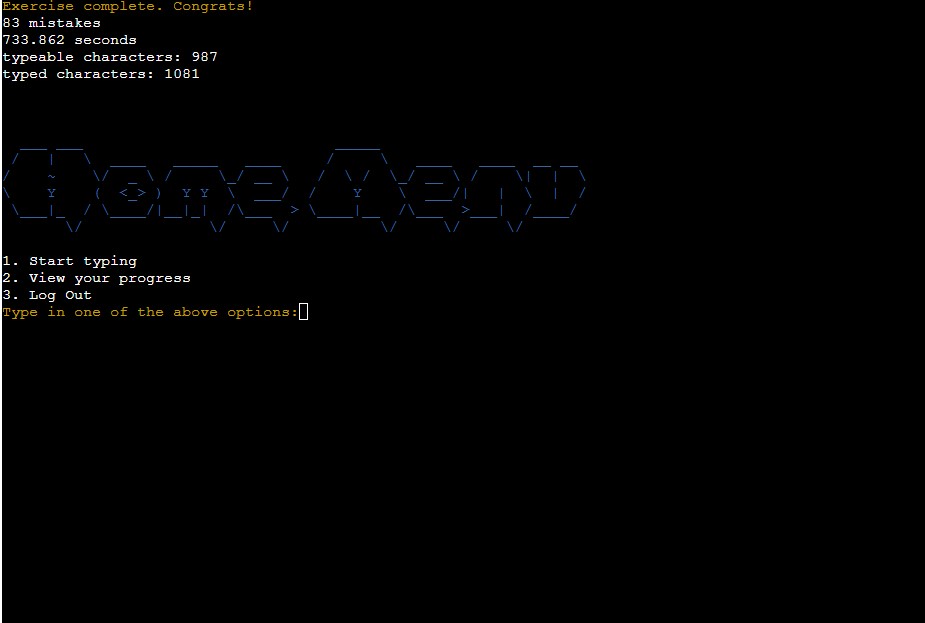 Exercise complete. Congrats!
83 mistakes
733.862 seconds
typeable characters: 987
typed characters: 1081
Home Menu
1. Start typing
2. View your progress
3. Log Out
Type in one of the above options: